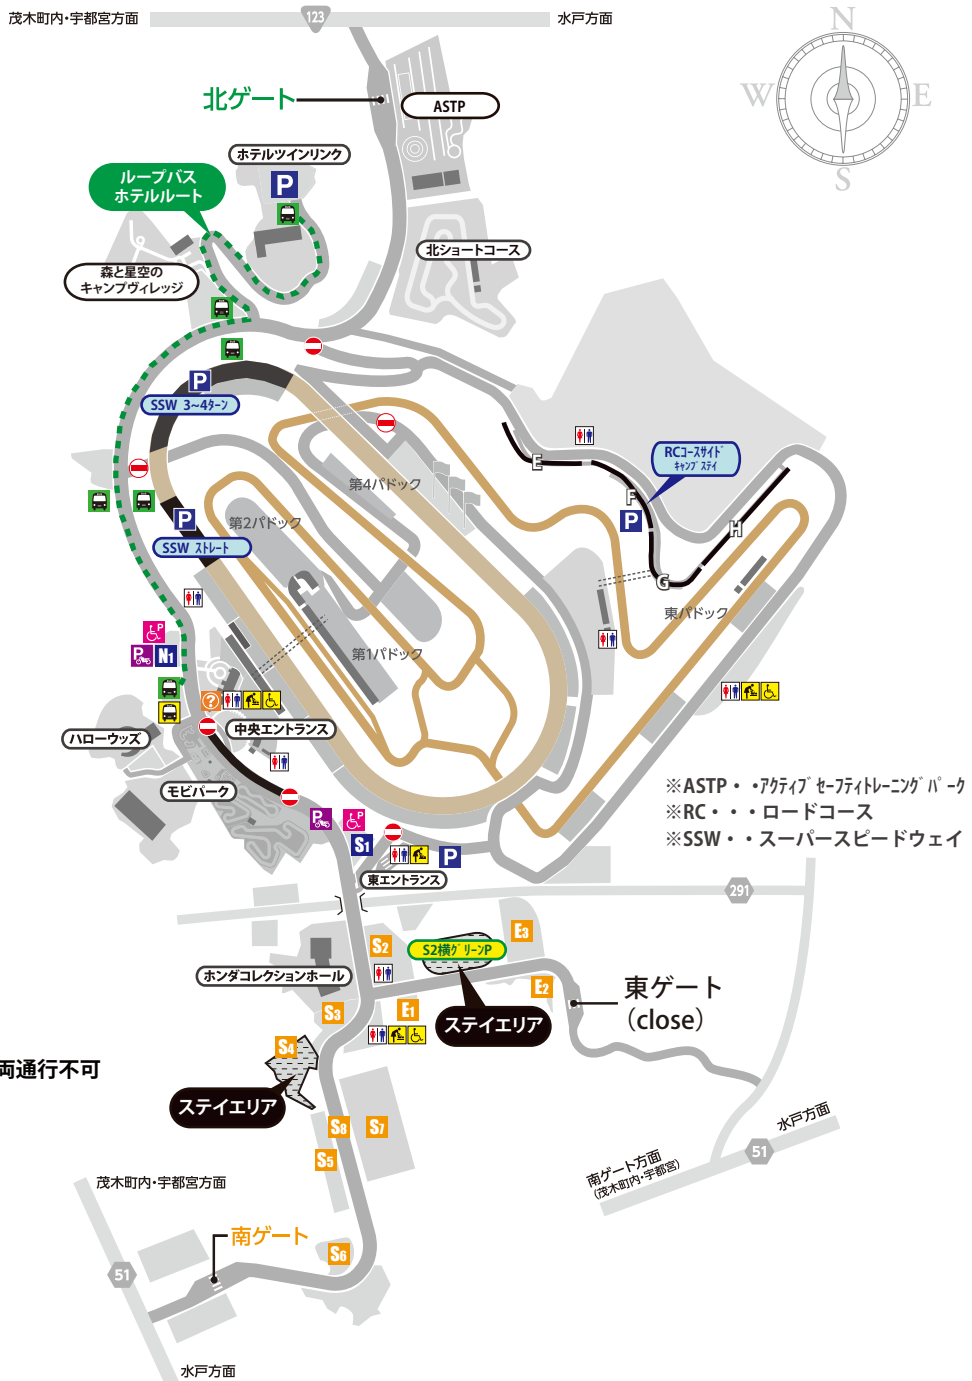 茂木町内・宇都宮方面
123
水戸方面
N
W
E
S
北ゲート
ASTP
ホテルツインリンク
P
ループバス
ホテルルート
北ショートコース
森と星空の
キャンプヴィレッジ
P
SSW 3~4ターン
RCコースサイド
キャンプステイ
E
F
P
H
G
第4パドック
第2パドック
P
SSW ストレート
東パドック
第1パドック
P
P
N1
?
中央エントランス
ハローウッズ
モビパーク
※ASTP・・アクティブセーフティトレーニングパーク
※RC・・・ロードコース
※SSW・・スーパースピードウェイ
P
P
S1
P
東エントランス
291
S2
S2横グリーンP
E3
ホンダコレクションホール
E2
E1
S3
ステイエリア
東ゲート
(close)
S4
両通行不可
ステイエリア
S8
S7
S5
水戸方面
51
南ゲート方面
(茂木町内・宇都宮)
茂木町内・宇都宮方面
南ゲート
S6
51
水戸方面